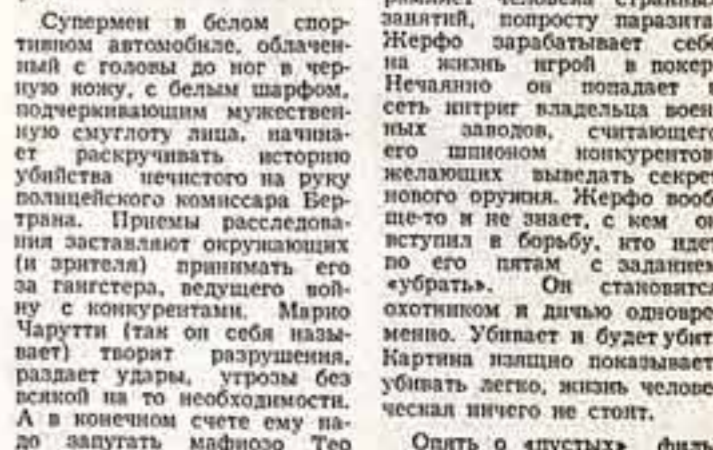 Супермен в белом спор-
тивном автомобиле, облачен-
ный с головы до ног в чер-
ную кожу, с белым шарфом,
подчеркивающим мужествен-
ную смуглоту лица, начина-
ет раскручивать историю
убийства нечистого на руку
полицейского комиссара Бер-
трана. Приемы расследова-
ния заставляют окружающих
(и зрителя) принимать его
за гангстера, ведущего вой-
ну с конкурентами. Марио
Чарутти (так он себя назы-
вает) творит разрушения,
раздает удары, угрозы без
всякой на то необходимости.
А в конечном счете ему на-
до запугать мафиозо Тео
занятий, попросту паразита
Жерфо зарабатывает себе
на жизнь игрой в покер
Нечаянно он попадает в
сеть интриг владельца воен
ных заводов, считающего
его шпионом конкурентов
желающих выведать секре
нового оружия. Жерфо вооб
ще-то и не знает, с кем он
вступил в борьбу, кто идет
по его пятам с заданием
«убрать». Он становится
охотником и дичью одновре
менно. Убивает и будет убит
Картина изящно показывает
убивать легко, жизнь челове
ческая ничего не стоит.
Опять о «пустых» филь